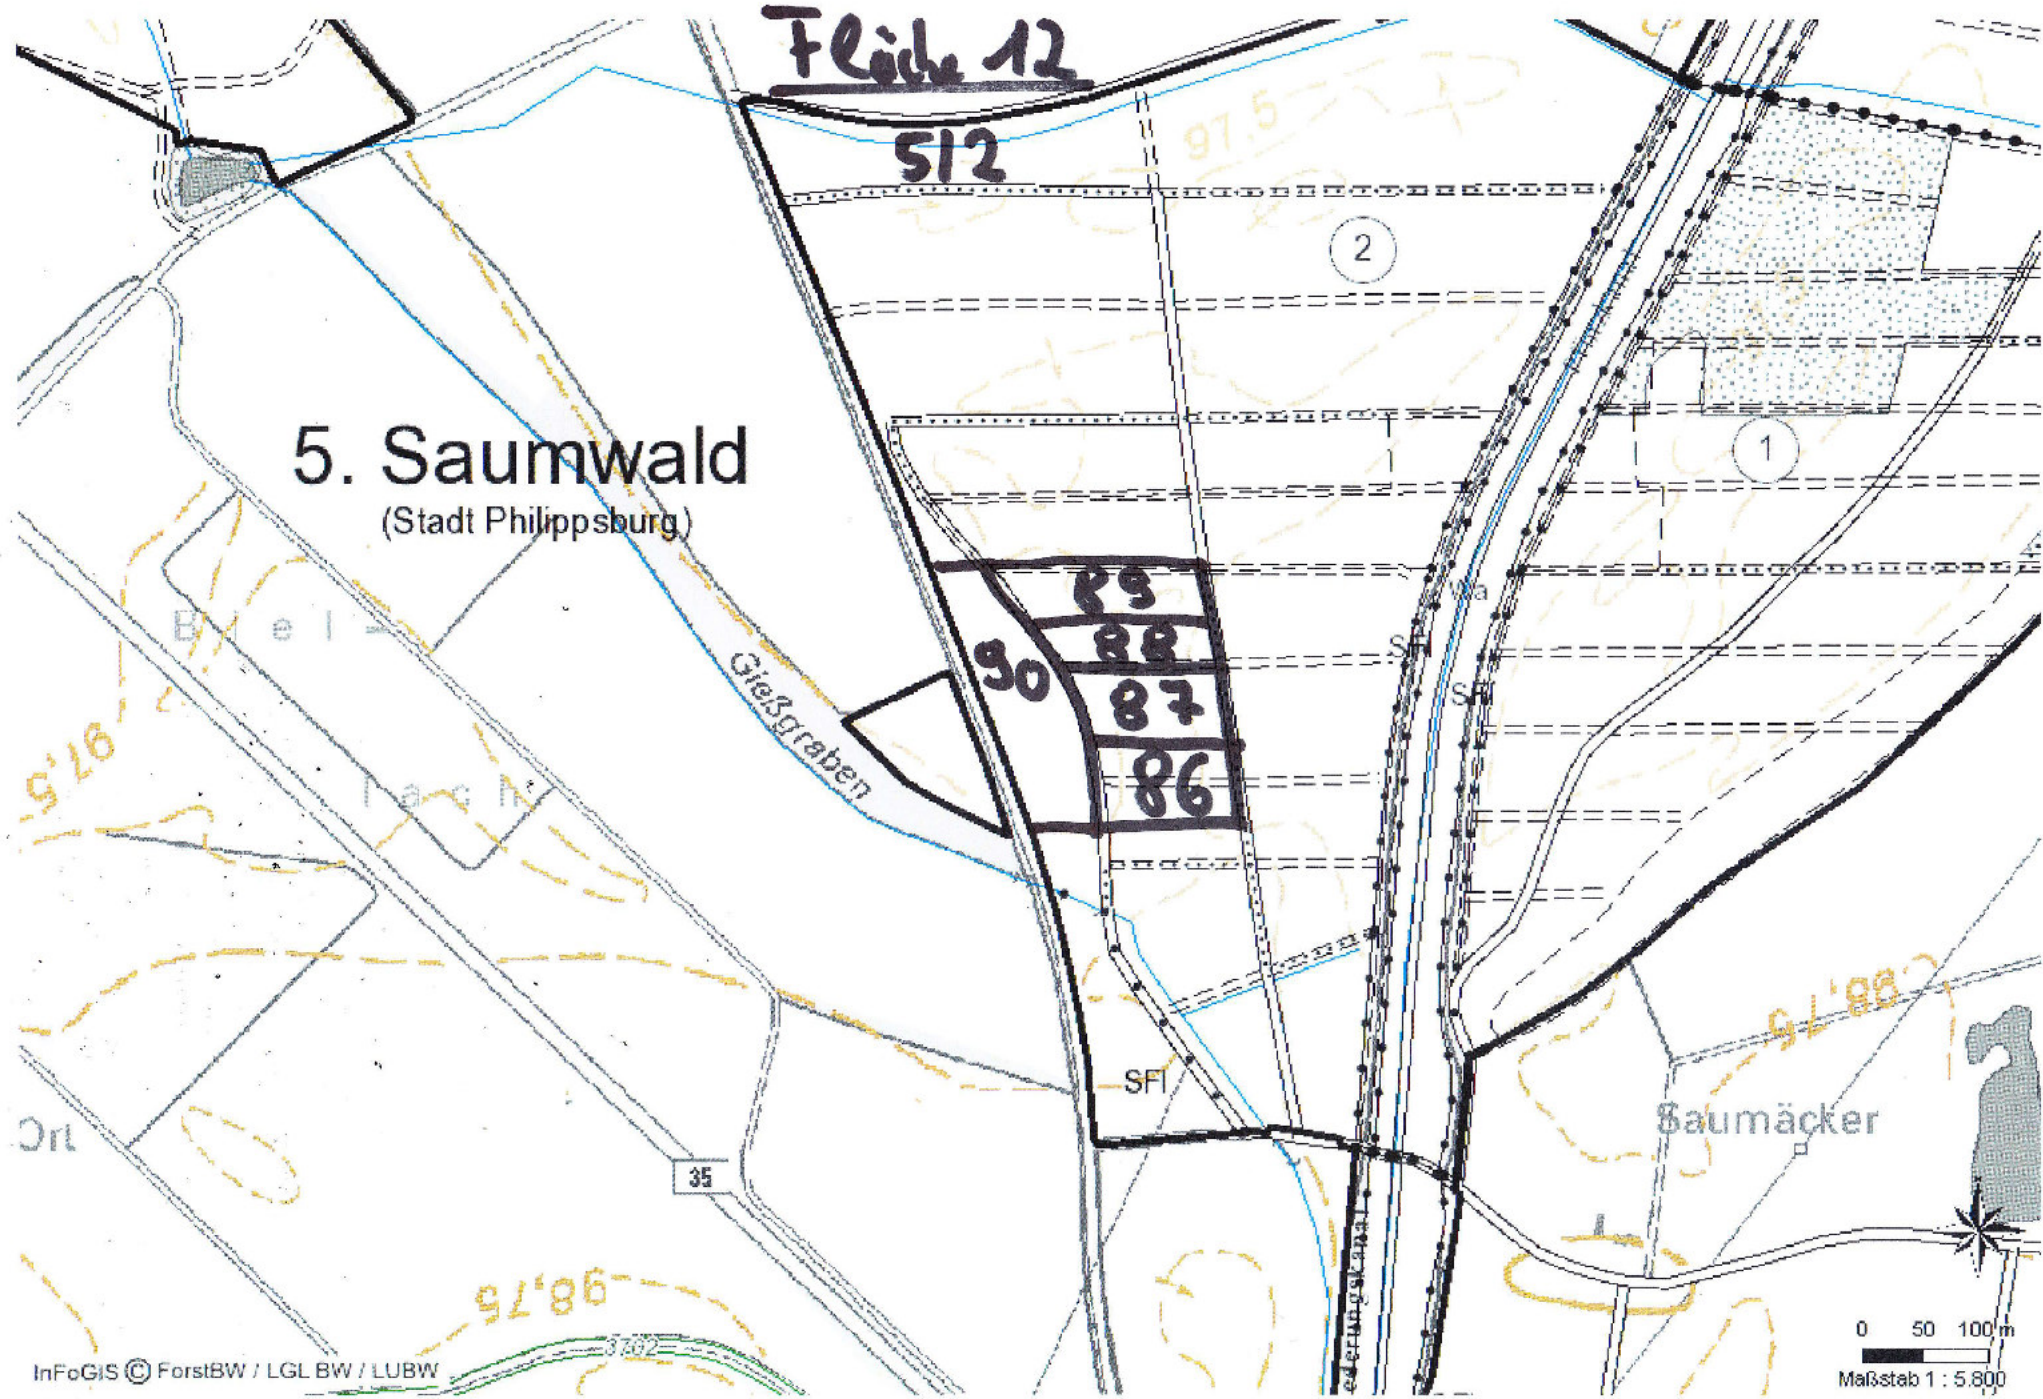 Fläche 12
512
97.5
2
5. Saumwald
(Stadt Philippsburg)
1
89
Wa
B i e l -
88
SFl
90
Gießgraben
87
97,5
l a c h
86
98,75
SFl
Saumäcker
35
ederungskanal
98,75
3702
0 50 100 m
InFoGIS © ForstBW / LGL BW / LUBW
Maßstab 1 : 5.800